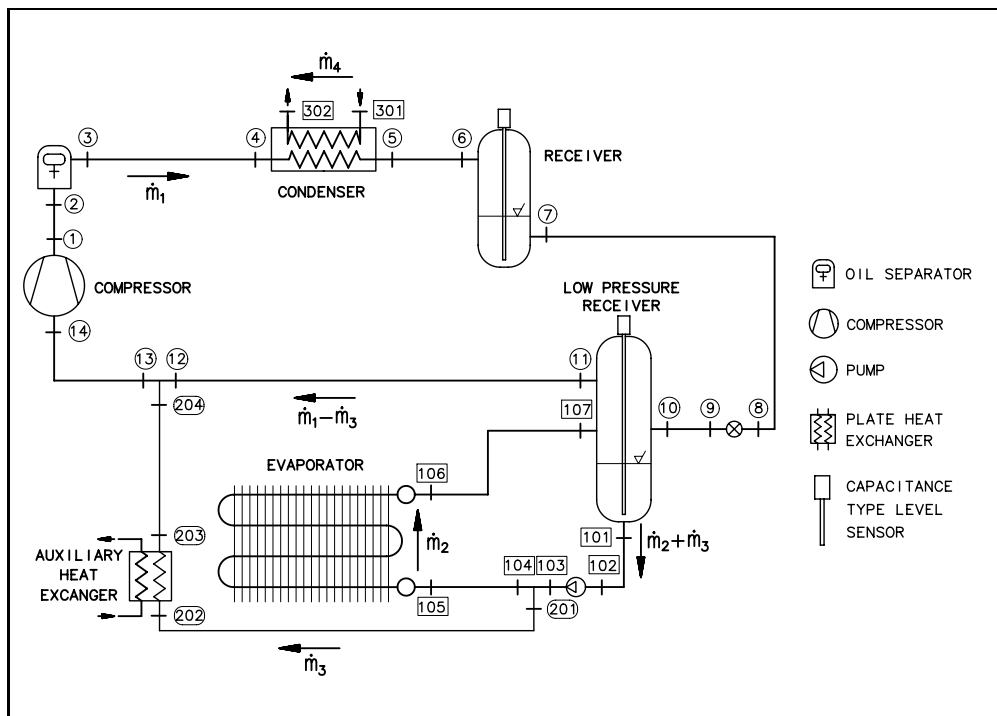 ṁ4
302
301
3
4
5
6
RECEIVER
ṁ1
CONDENSER
2
7
1
COMPRESSOR
LOW PRESSURE
RECEIVER
OIL SEPARATOR
14
COMPRESSOR
13
12
11
PUMP
204
107
10
9
8
ṁ1−ṁ3
PLATE HEAT
EXCHANGER
EVAPORATOR
106
CAPACITANCE
TYPE LEVEL
SENSOR
203
101
ṁ2+ṁ3
ṁ2
AUXILIARY
HEAT
EXCANGER
104
103
102
202
105
201
ṁ3